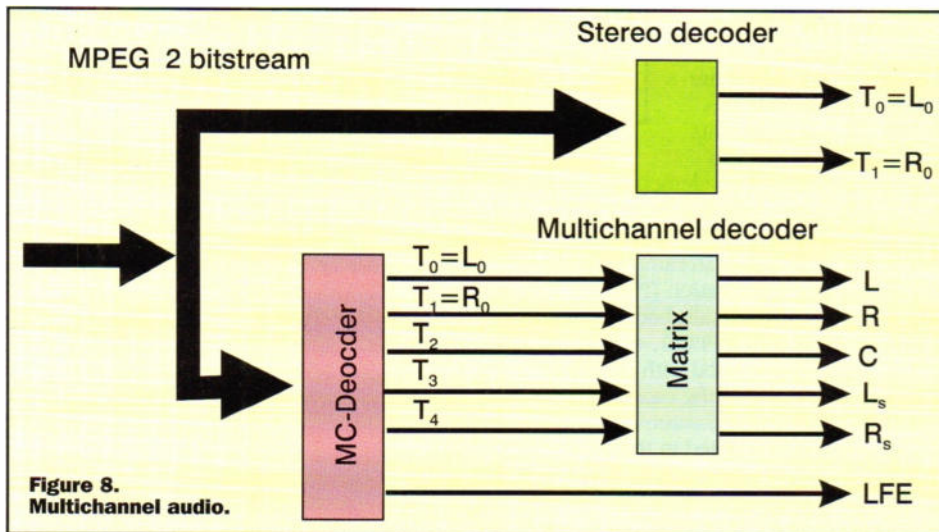 MPEG 2 bitstream
Stereo decoder
T₀=L₀
T₁=R₀
Multichannel decoder
MC-Deocder
T₀=L₀
T₁=R₀
T₂
T₃
T₄
Matrix
L
R
C
Lₛ
Rₛ
LFE
Figure 8.
Multichannel audio.